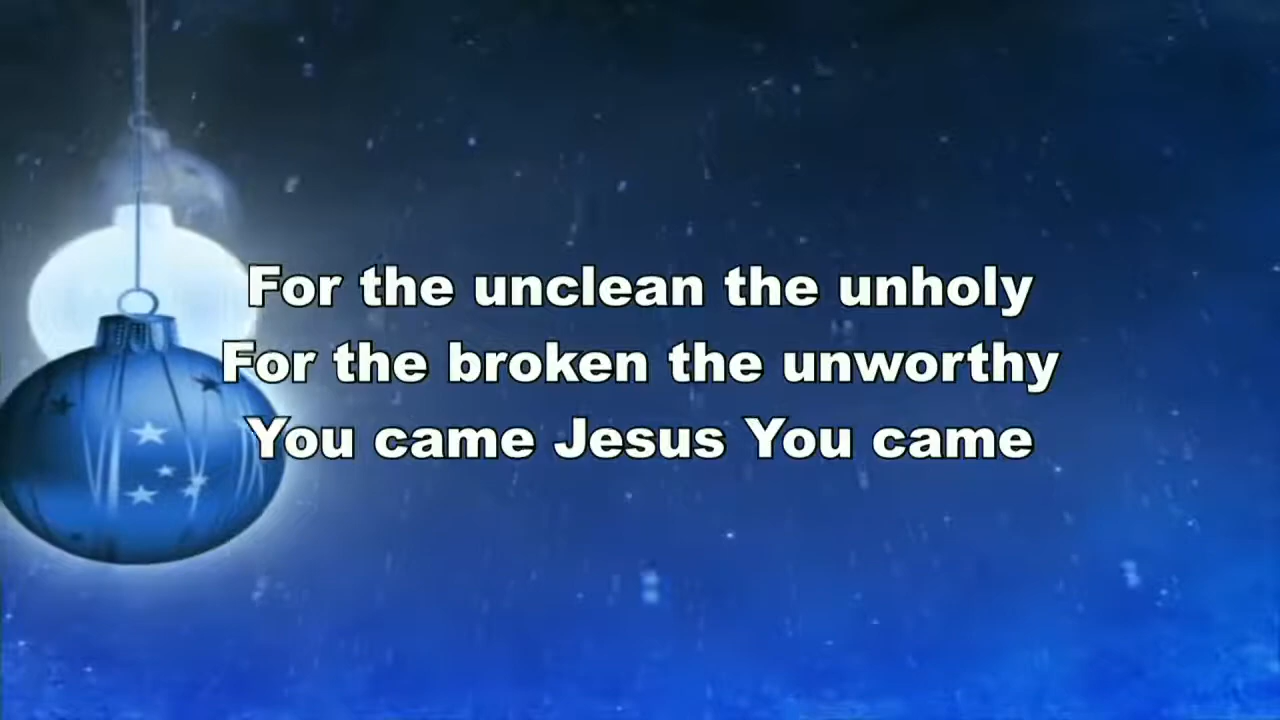 For the unclean the unholy
For the broken the unworthy
You came Jesus You came